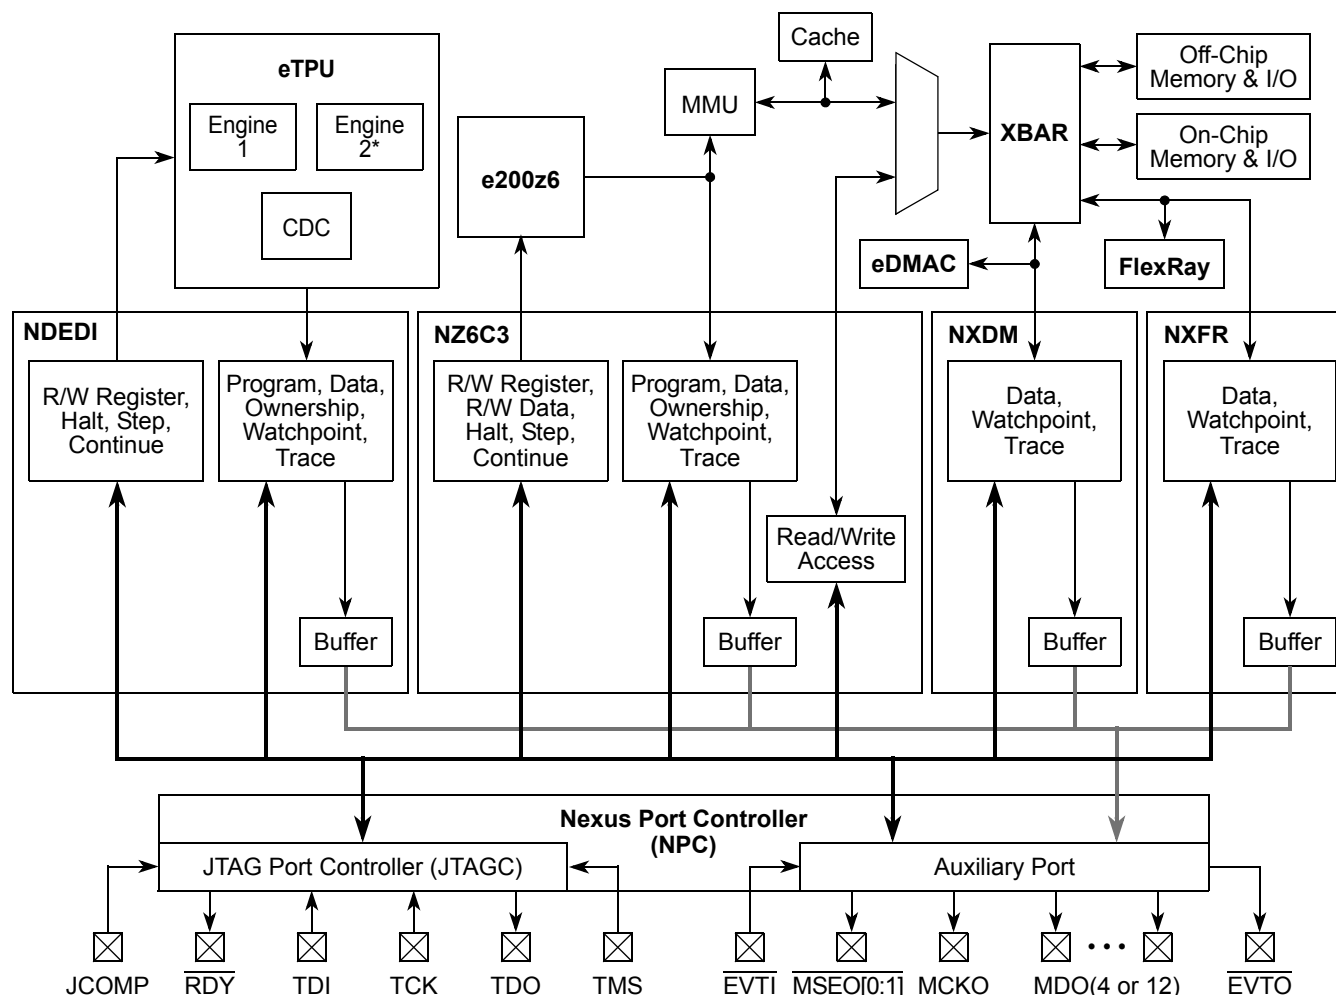 Cache
eTPU
Off-Chip
Memory & I/O
MMU
Engine
1
Engine
2*
XBAR
On-Chip
Memory & I/O
e200z6
CDC
eDMAC
FlexRay
NDEDI
NZ6C3
NXDM
NXFR
R/W Register,
Halt, Step,
Continue
Program, Data,
Ownership,
Watchpoint,
Trace
R/W Register,
R/W Data,
Halt, Step,
Continue
Program, Data,
Ownership,
Watchpoint,
Trace
Data,
Watchpoint,
Trace
Data,
Watchpoint,
Trace
Read/Write
Access
Buffer
Buffer
Buffer
Buffer
Nexus Port Controller
(NPC)
JTAG Port Controller (JTAGC)
Auxiliary Port
JCOMP
RDY
TDI
TCK
TDO
TMS
EVTI
MSEO[0:1]
MCKO
MDO(4 or 12)
EVTO